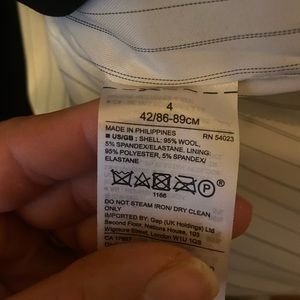 4
42/86-89CM
MADE IN PHILIPPINES RN 54023
■ US/GB : SHELL: 95% WOOL,
5% SPANDEX/ELASTANE, LINING:
95% POLYESTER, 5% SPANDEX/
ELASTANE
P
1166
DO NOT STEAM IRON/ DRY CLEAN
ONLY
IMPORTED BY: Gap (UK Holdings) Ltd
Second Floor, Nations House, 103
Wigmore Street, London W1U 1QS
CA 17897